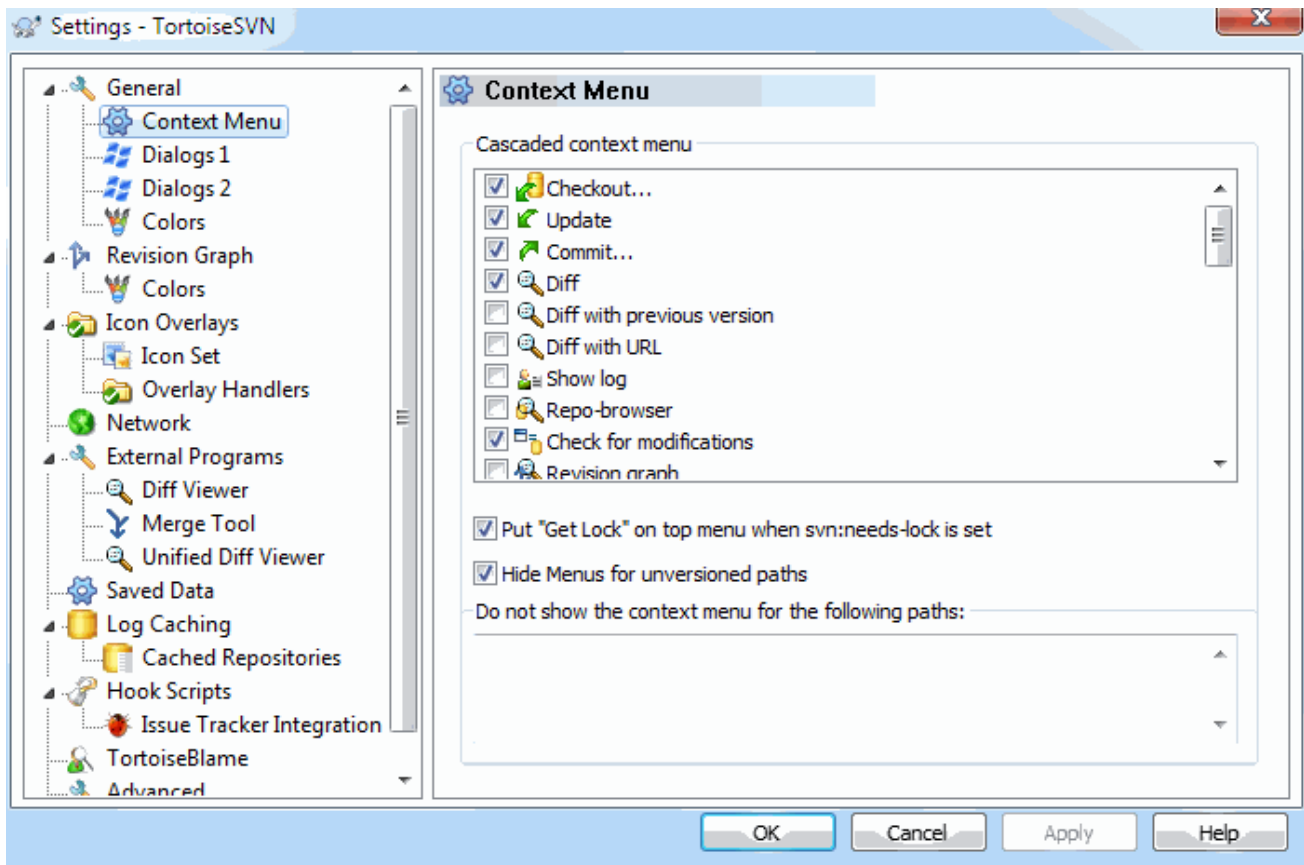 Settings - TortoiseSVN
General
Context Menu
Dialogs 1
Dialogs 2
Colors
Revision Graph
Colors
Icon Overlays
Icon Set
Overlay Handlers
Network
External Programs
Diff Viewer
Merge Tool
Unified Diff Viewer
Saved Data
Log Caching
Cached Repositories
Hook Scripts
Issue Tracker Integration
TortoiseBlame
Advanced
Context Menu
Cascaded context menu
Checkout...
Update
Commit...
Diff
Diff with previous version
Diff with URL
Show log
Repo-browser
Check for modifications
Revision graph
Put "Get Lock" on top menu when svn:needs-lock is set
Hide Menus for unversioned paths
Do not show the context menu for the following paths:
OK
Cancel
Apply
Help